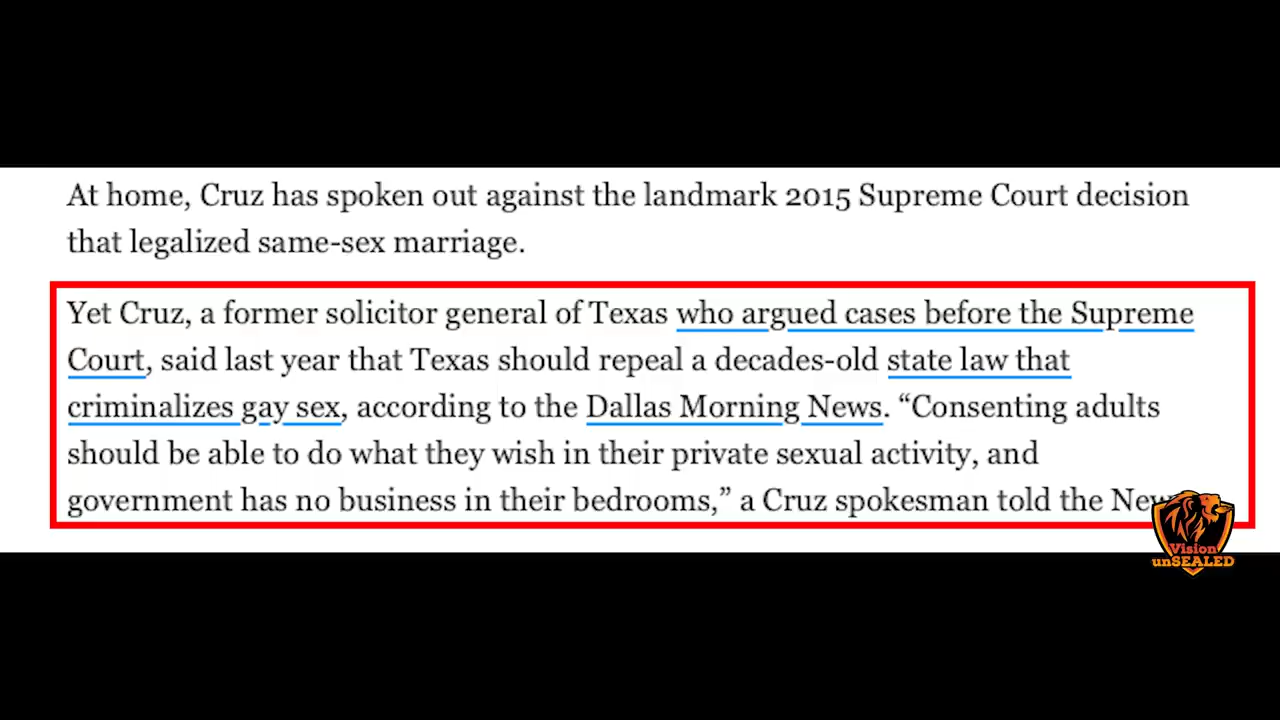 At home, Cruz has spoken out against the landmark 2015 Supreme Court decision
that legalized same-sex marriage.
Yet Cruz, a former solicitor general of Texas who argued cases before the Supreme
Court, said last year that Texas should repeal a decades-old state law that
criminalizes gay sex, according to the Dallas Morning News. “Consenting adults
should be able to do what they wish in their private sexual activity, and
government has no business in their bedrooms,” a Cruz spokesman told the
Vision
unSEALED